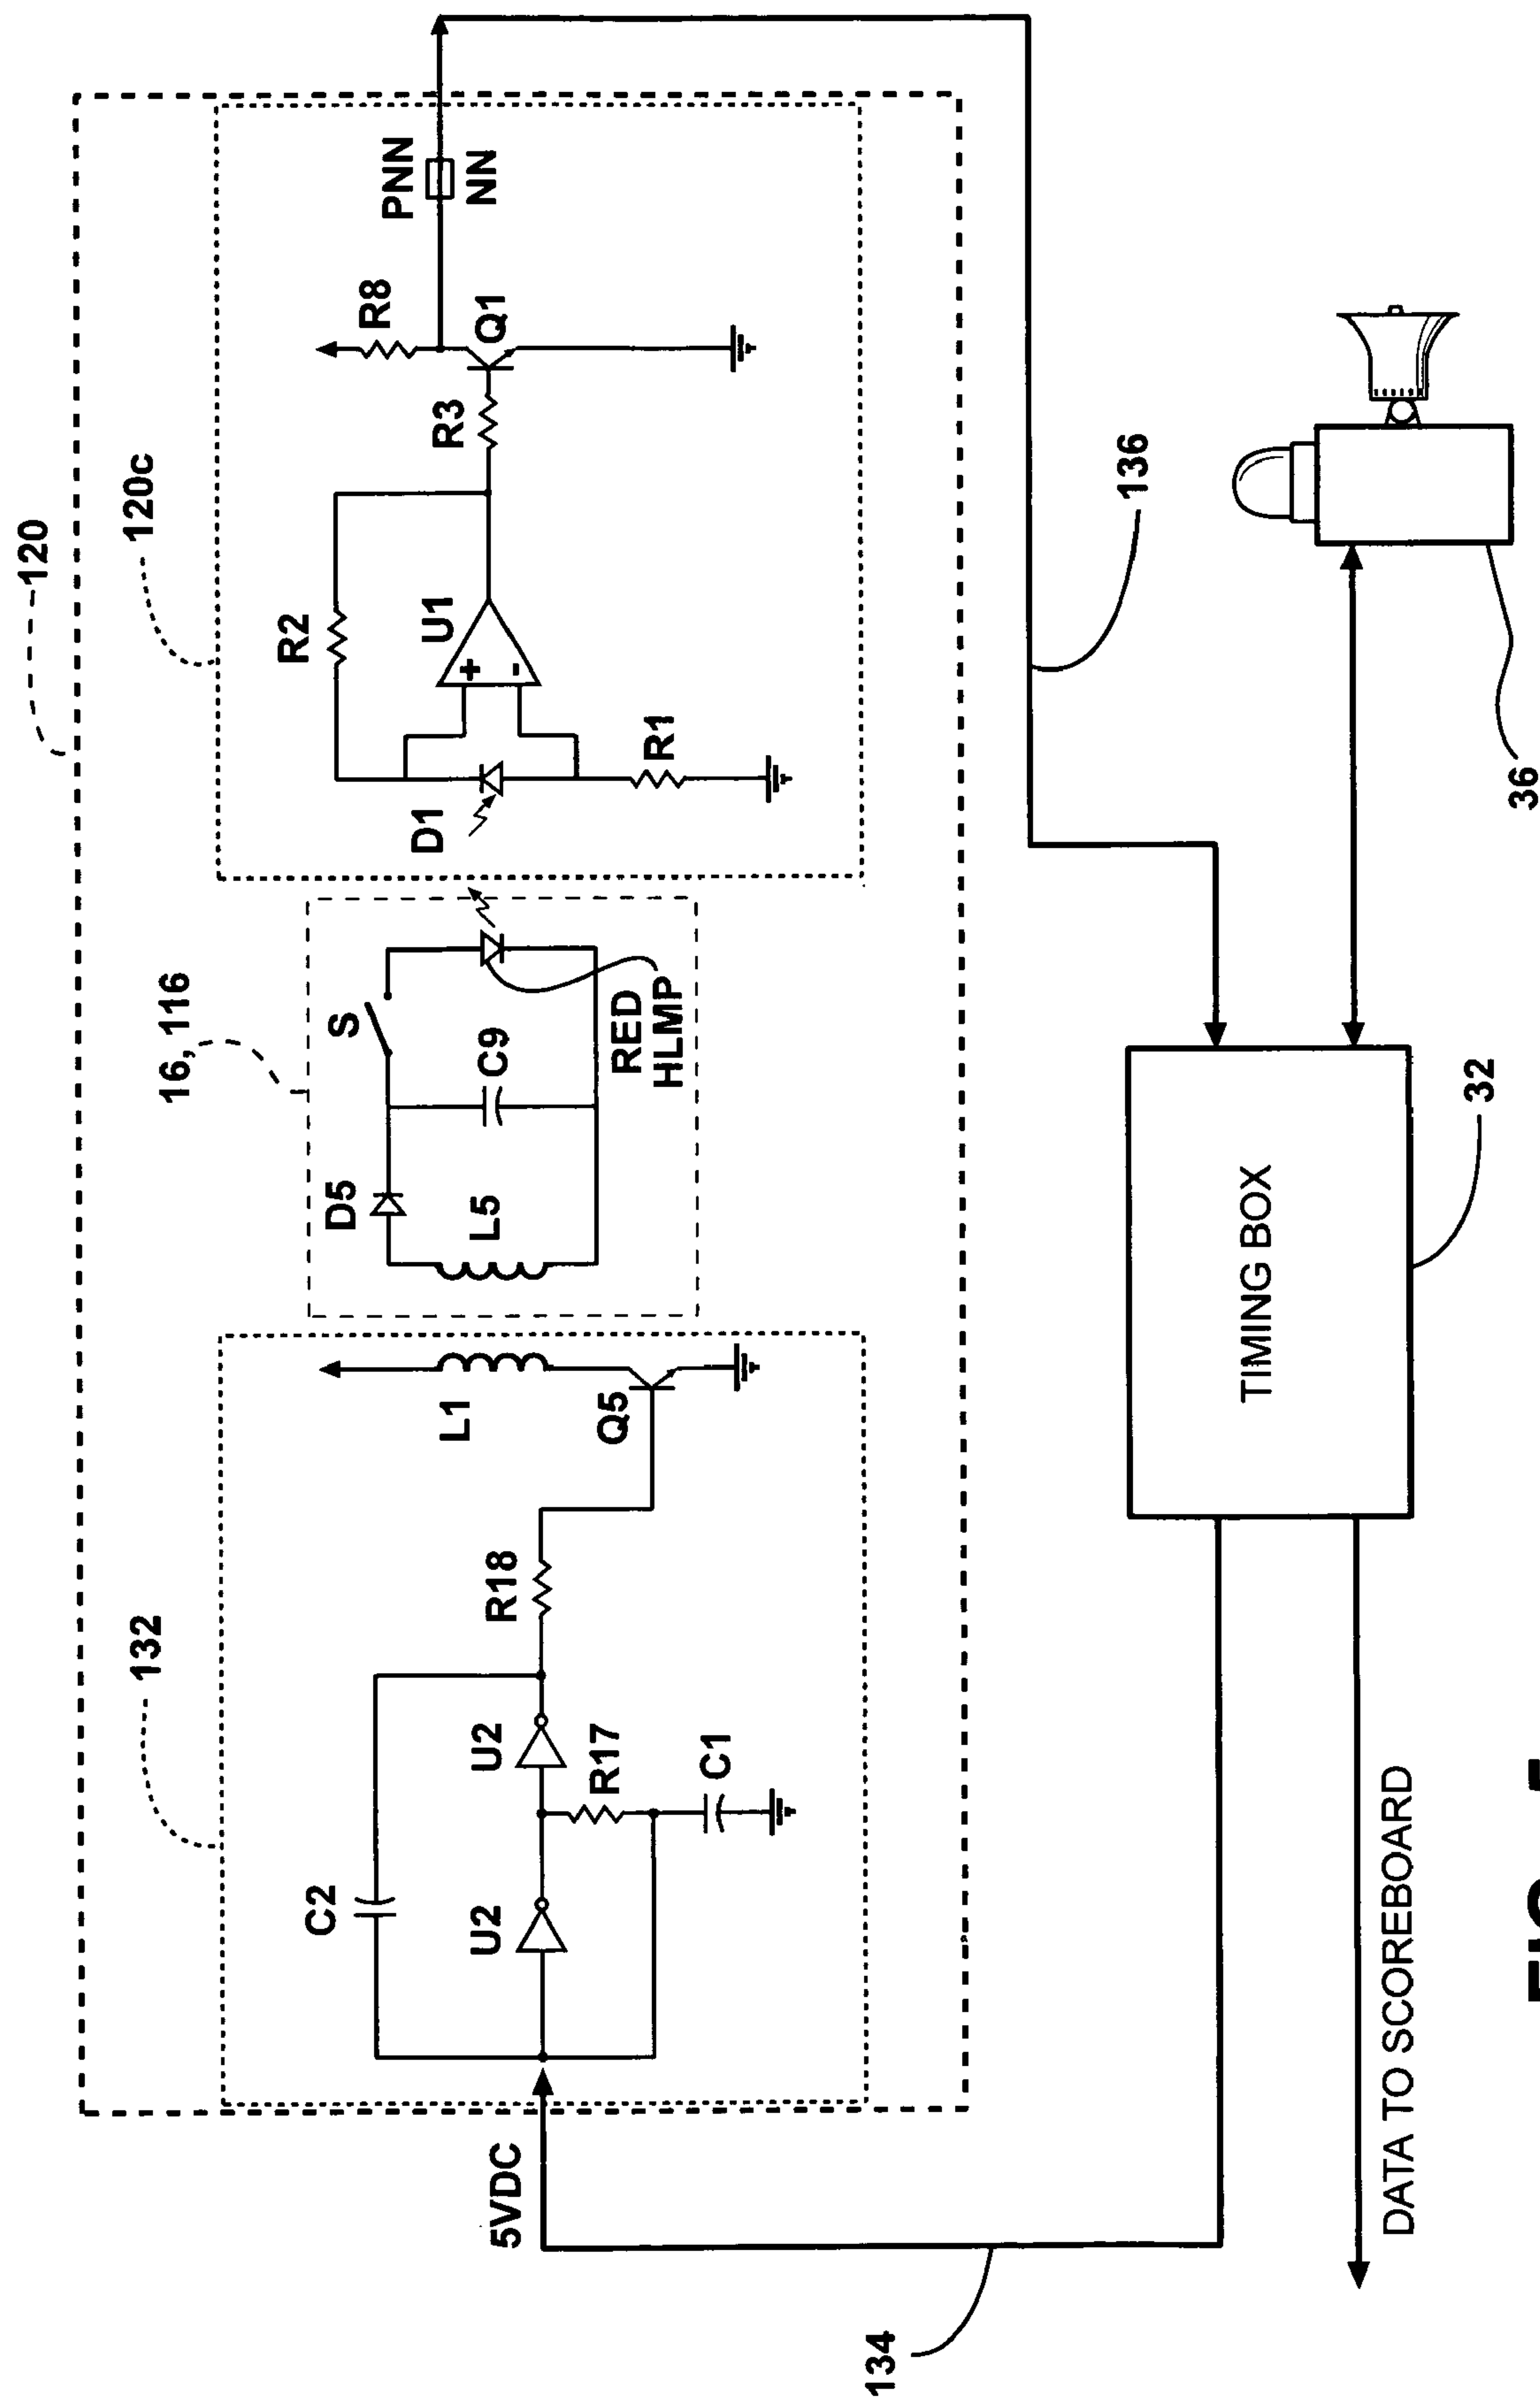 120
120c
132
16, 116
C2
U2
U2
R17
C1
R18
L1
Q5
D5
L5
S
C9
RED
HLMP
D1
R2
U1
+
-
R1
R3
R8
Q1
PNN
NN
5VDC
134
136
TIMING BOX
32
36
DATA TO SCOREBOARD